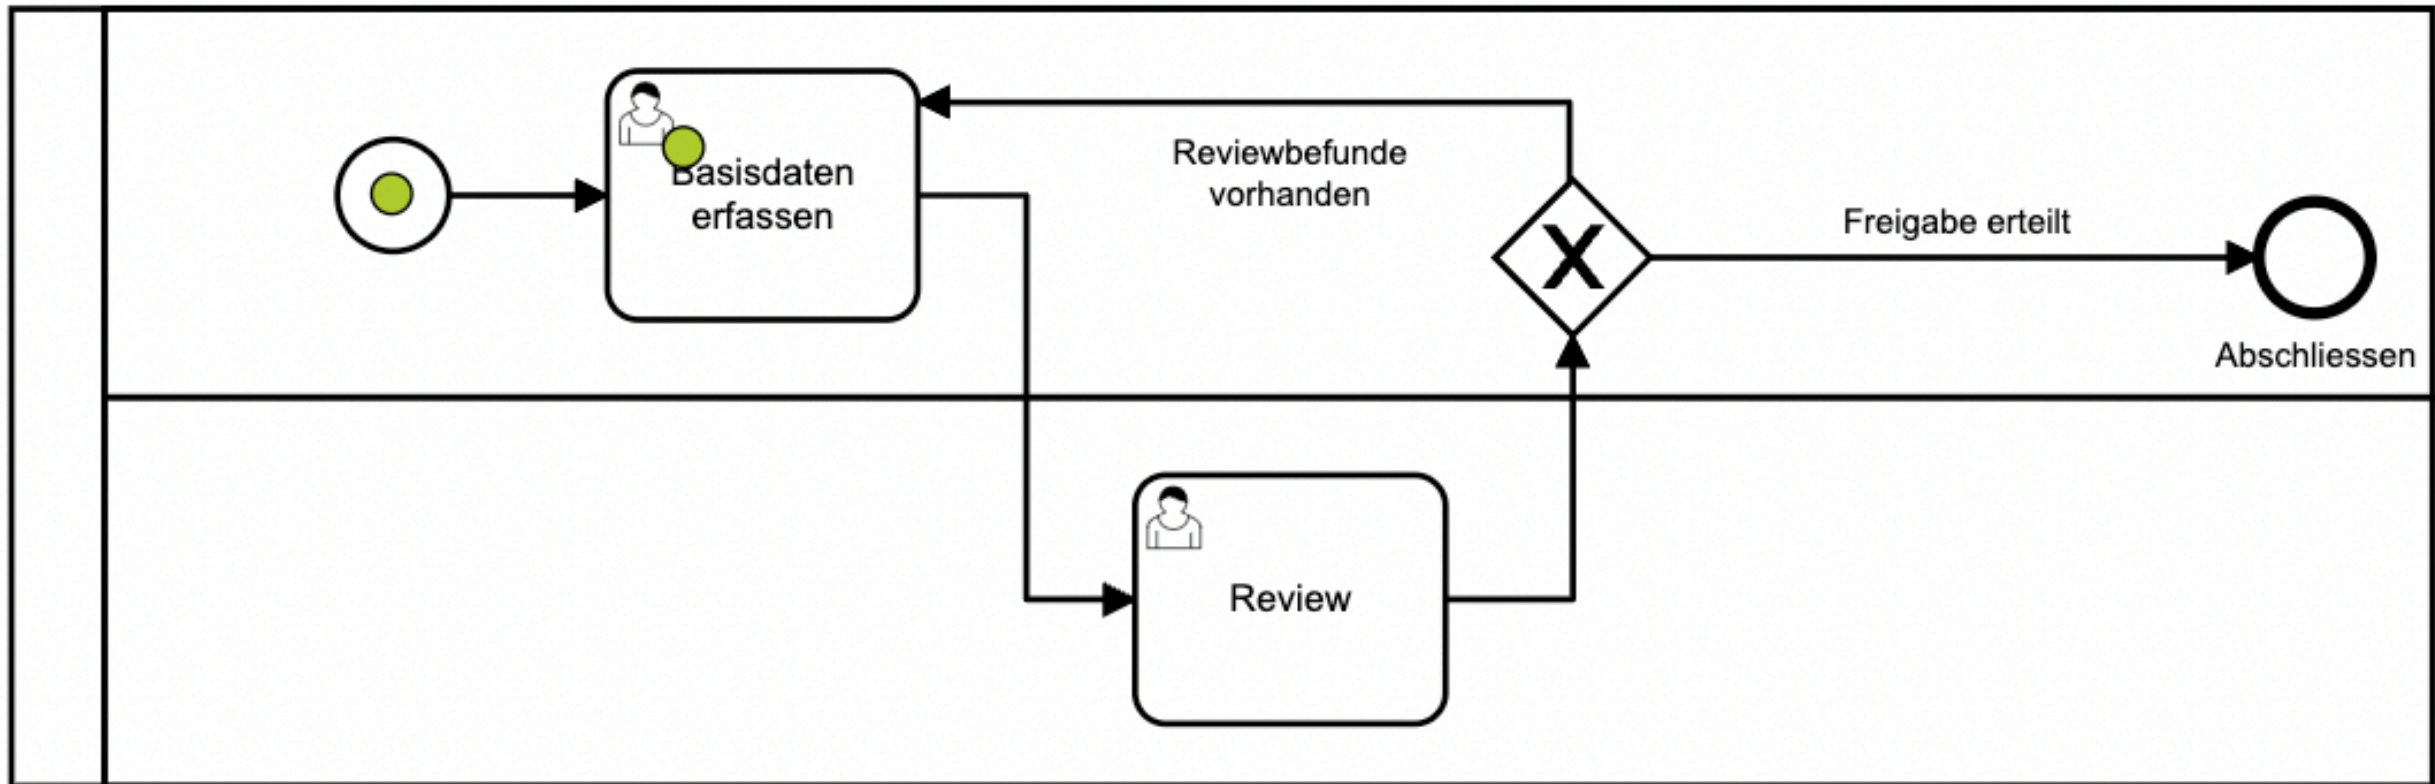 Basisdaten
erfassen
Reviewbefunde
vorhanden
Freigabe erteilt
Abschliessen
Review